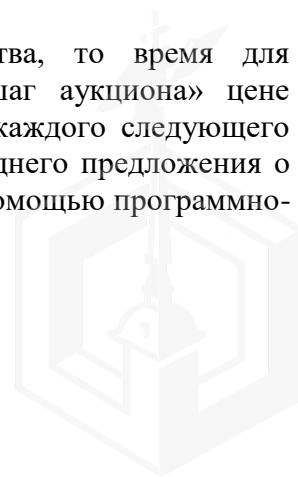 тва, то время для
шаг аукциона» цене
каждого следующего
днего предложения о
омощью программно-